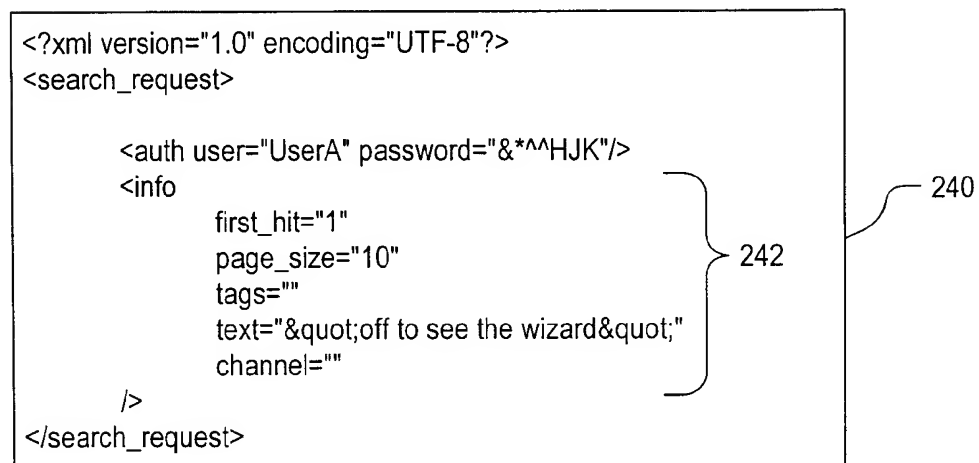 <?xml version="1.0" encoding="UTF-8"?>
<search_request>
<auth user="UserA" password="&*^^HJK"/>
<info
first_hit="1"
page_size="10"
tags=""
text="&quot;off to see the wizard&quot;"
channel=""
/>
</search_request>
242
240